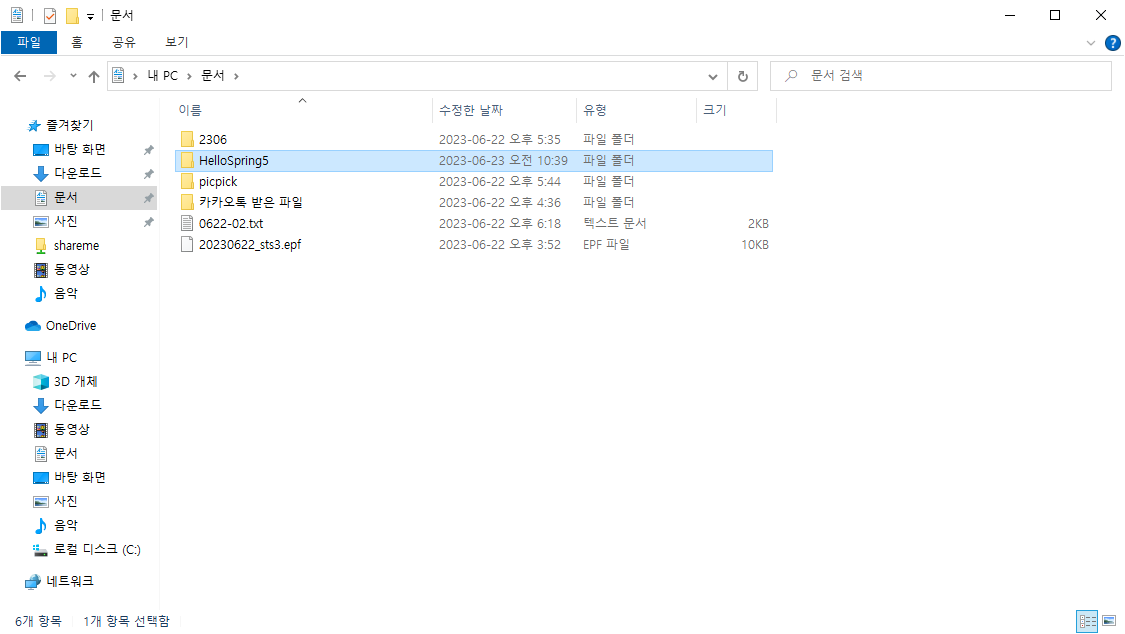 문서
파일 홈 공유 보기
내 PC 문서 문서 검색
이름 수정한 날짜 유형 크기
2306 2023-06-22 오후 5:35 파일 폴더
HelloSpring5 2023-06-23 오전 10:39 파일 폴더
picpick 2023-06-22 오후 5:44 파일 폴더
카카오톡 받은 파일 2023-06-22 오후 4:36 파일 폴더
0622-02.txt 2023-06-22 오후 6:18 텍스트 문서 2KB
20230622_sts3.epf 2023-06-22 오후 3:52 EPF 파일 10KB
즐겨찾기
바탕 화면
다운로드
문서
사진
shareme
동영상
음악
OneDrive
내 PC
3D 개체
다운로드
동영상
문서
바탕 화면
사진
음악
로컬 디스크 (C:)
네트워크
6개 항목 1개 항목 선택함